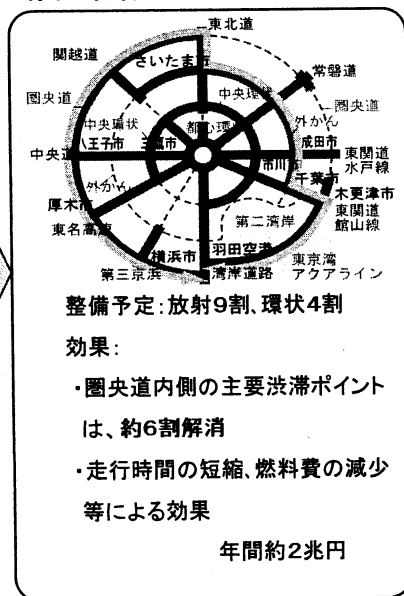 東北道
関越道
さいたま市
常磐道
圏央道
中央環状
圏央道
中央環状
都心環状
外かん
八王子市
三鷹市
成田市
中央道
市川市
東関道
水戸線
千葉市
外かん
厚木市
木更津市
東名高速
第二湾岸
東関道
館山線
横浜市
羽田空港
東京湾
アクアライン
第三京浜
湾岸道路
整備予定:放射9割、環状4割
効果:
・圏央道内側の主要渋滞ポイント
は、約6割解消
・走行時間の短縮、燃料費の減少
等による効果
年間約2兆円